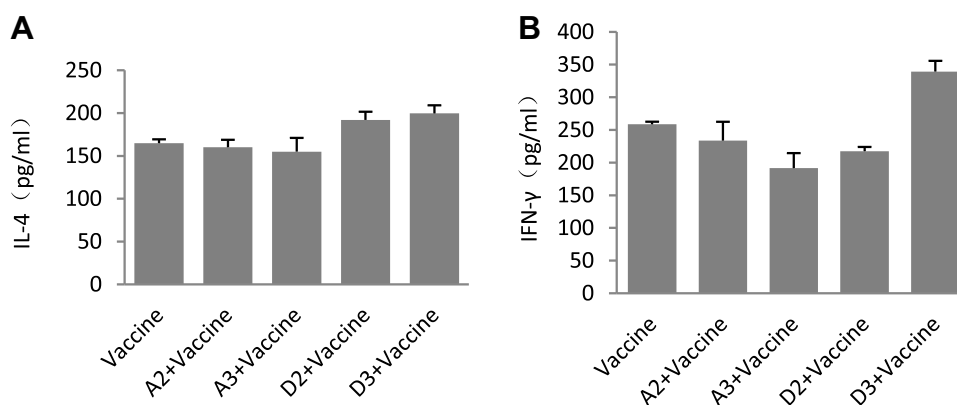 A
IL-4（pg/ml）
250
200
150
100
50
0
Vaccine
A2+Vaccine
A3+Vaccine
D2+Vaccine
D3+Vaccine
B
IFN-γ（pg/ml）
400
350
300
250
200
150
100
50
0
Vaccine
A2+Vaccine
A3+Vaccine
D2+Vaccine
D3+Vaccine